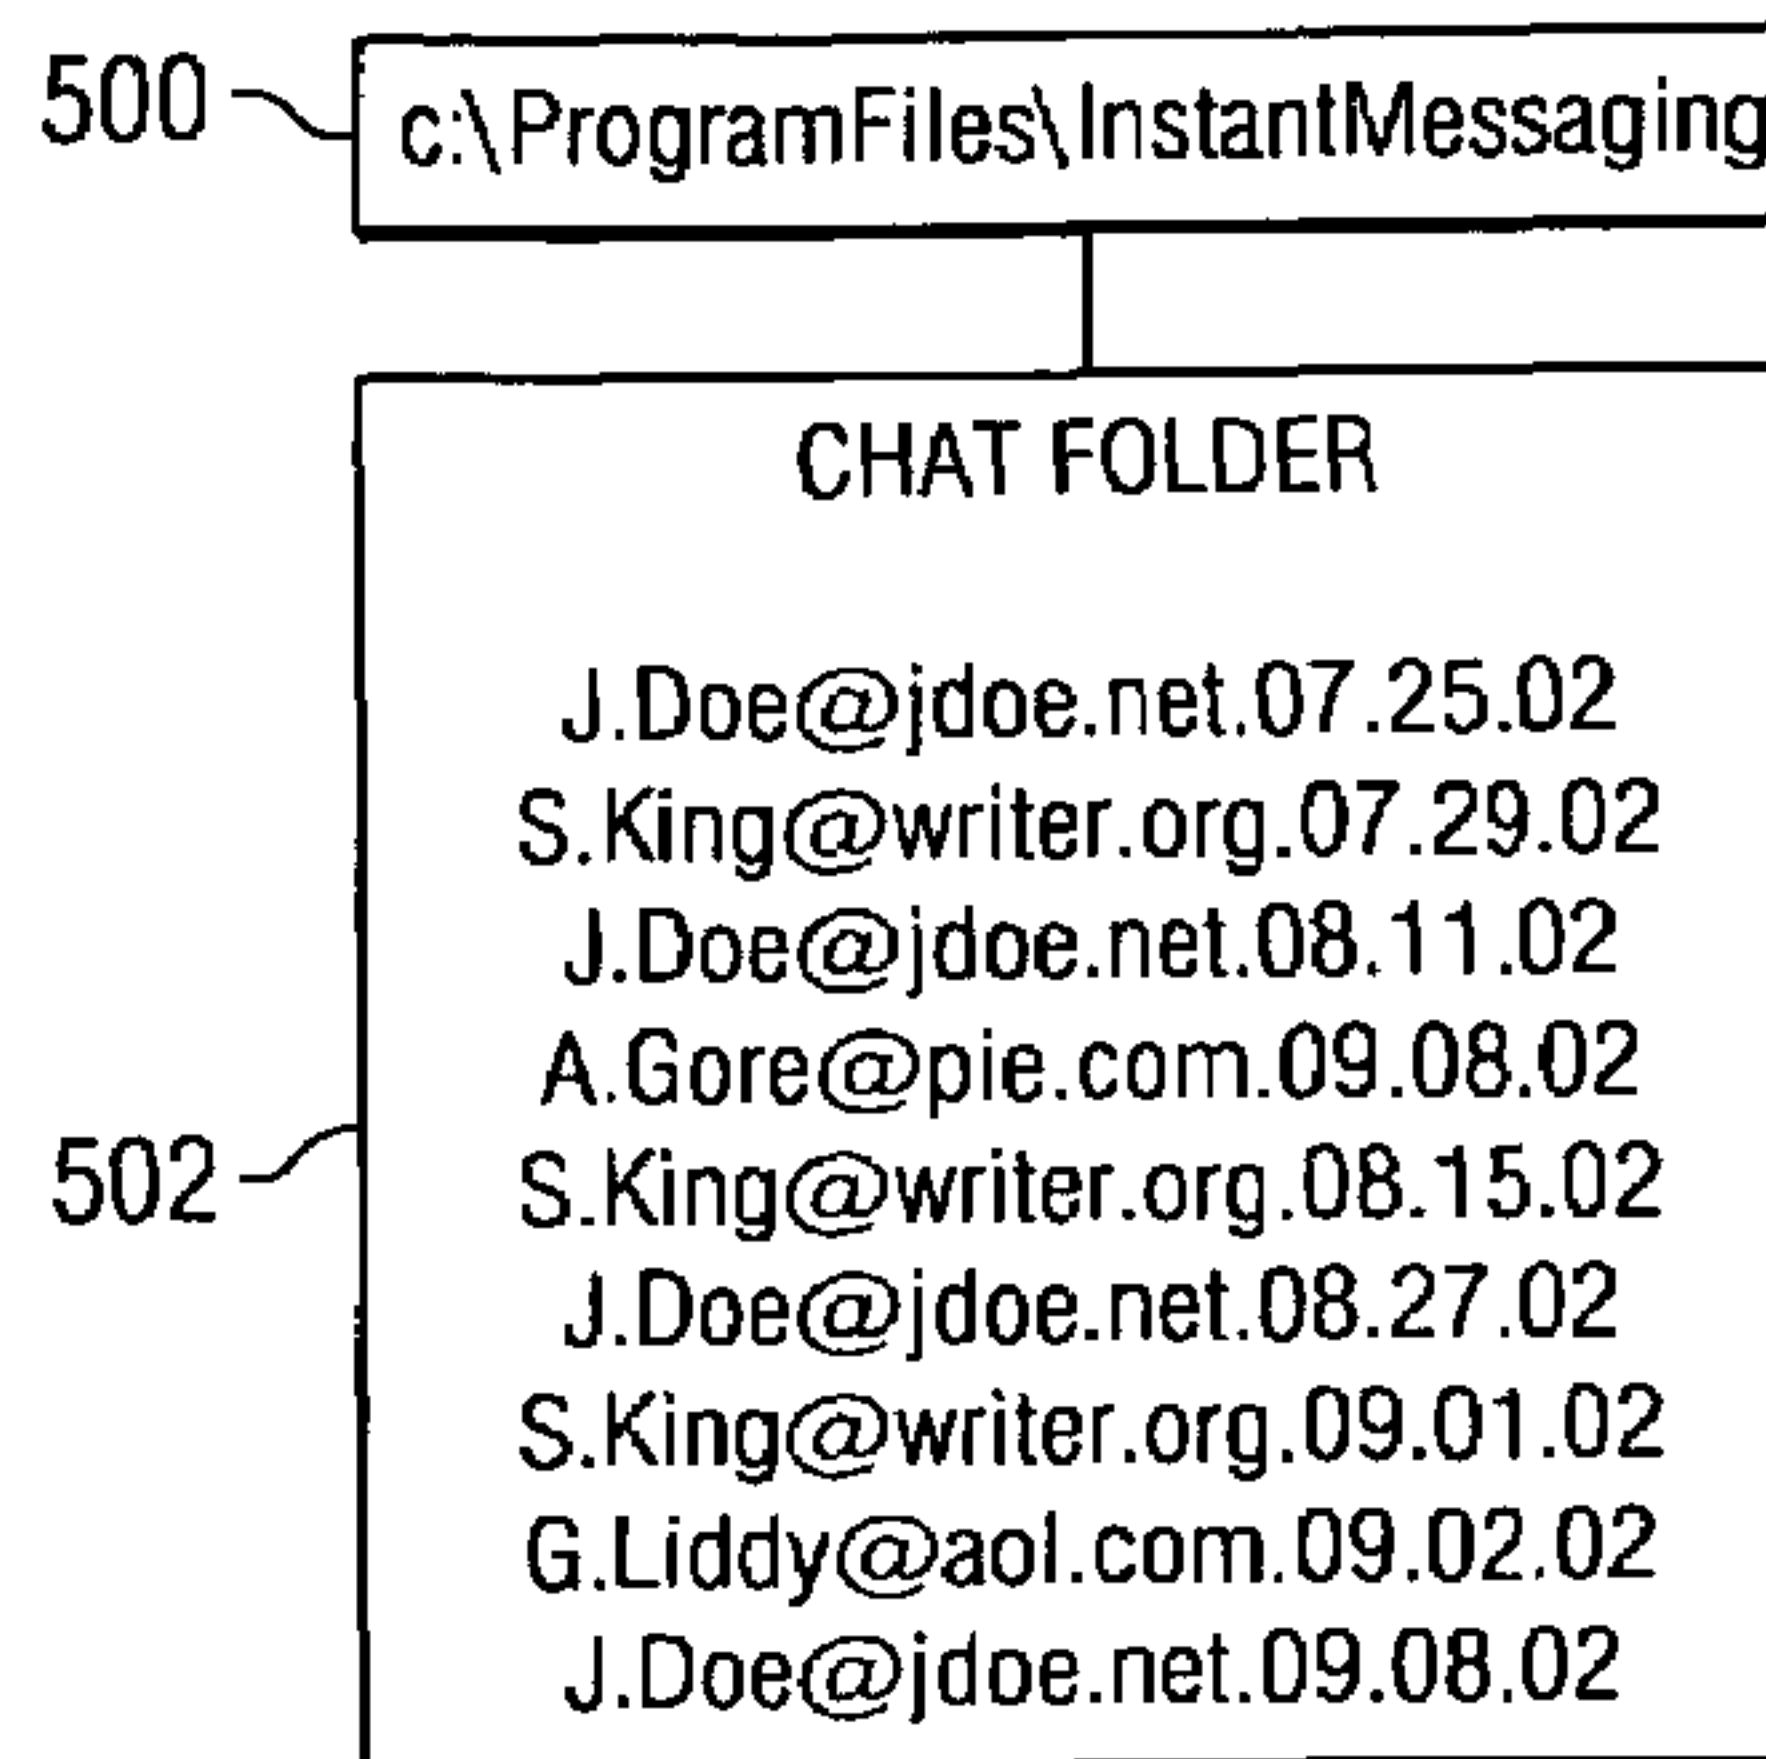 500
c:\ProgramFiles\InstantMessaging
CHAT FOLDER
J.Doe@jdoe.net.07.25.02
S.King@writer.org.07.29.02
J.Doe@jdoe.net.08.11.02
A.Gore@pie.com.09.08.02
502
S.King@writer.org.08.15.02
J.Doe@jdoe.net.08.27.02
S.King@writer.org.09.01.02
G.Liddy@aol.com.09.02.02
J.Doe@jdoe.net.09.08.02